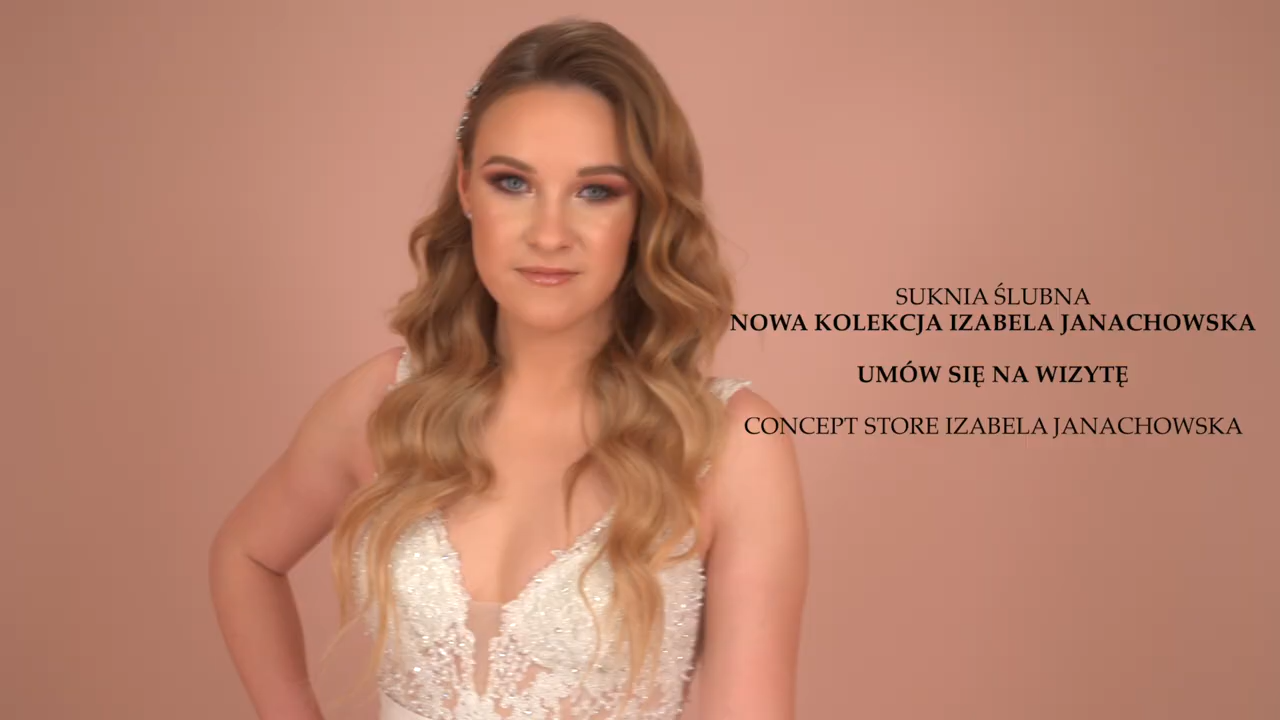 SUKNIA ŚLUBNA
NOWA KOLEKCJA IZABELA JANACHOWSKA
UMÓW SIĘ NA WIZYTĘ
CONCEPT STORE IZABELA JANACHOWSKA